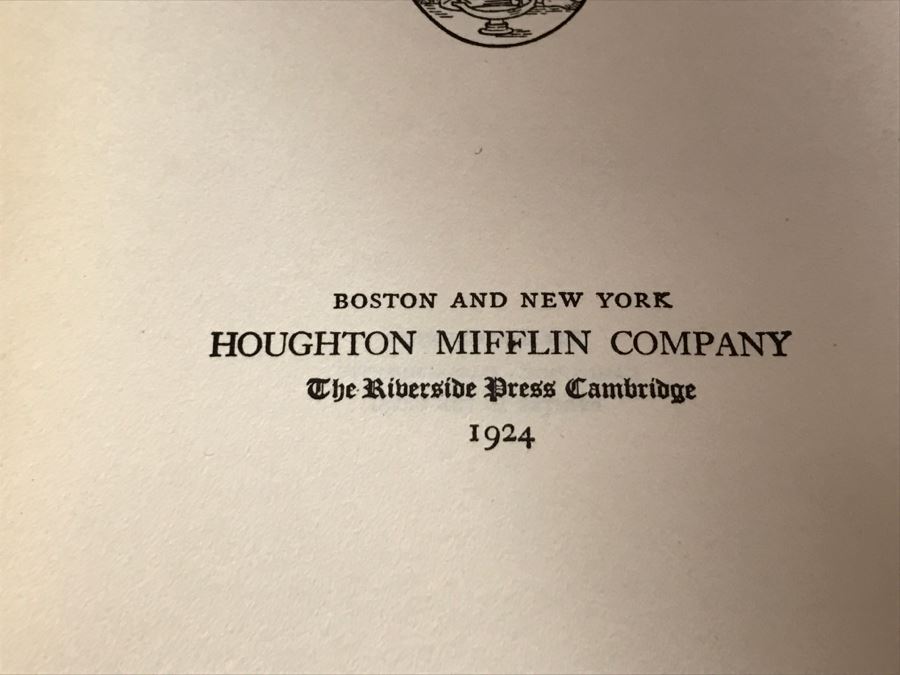 BOSTON AND NEW YORK
HOUGHTON MIFFLIN COMPANY
The Riverside Press Cambridge
1924